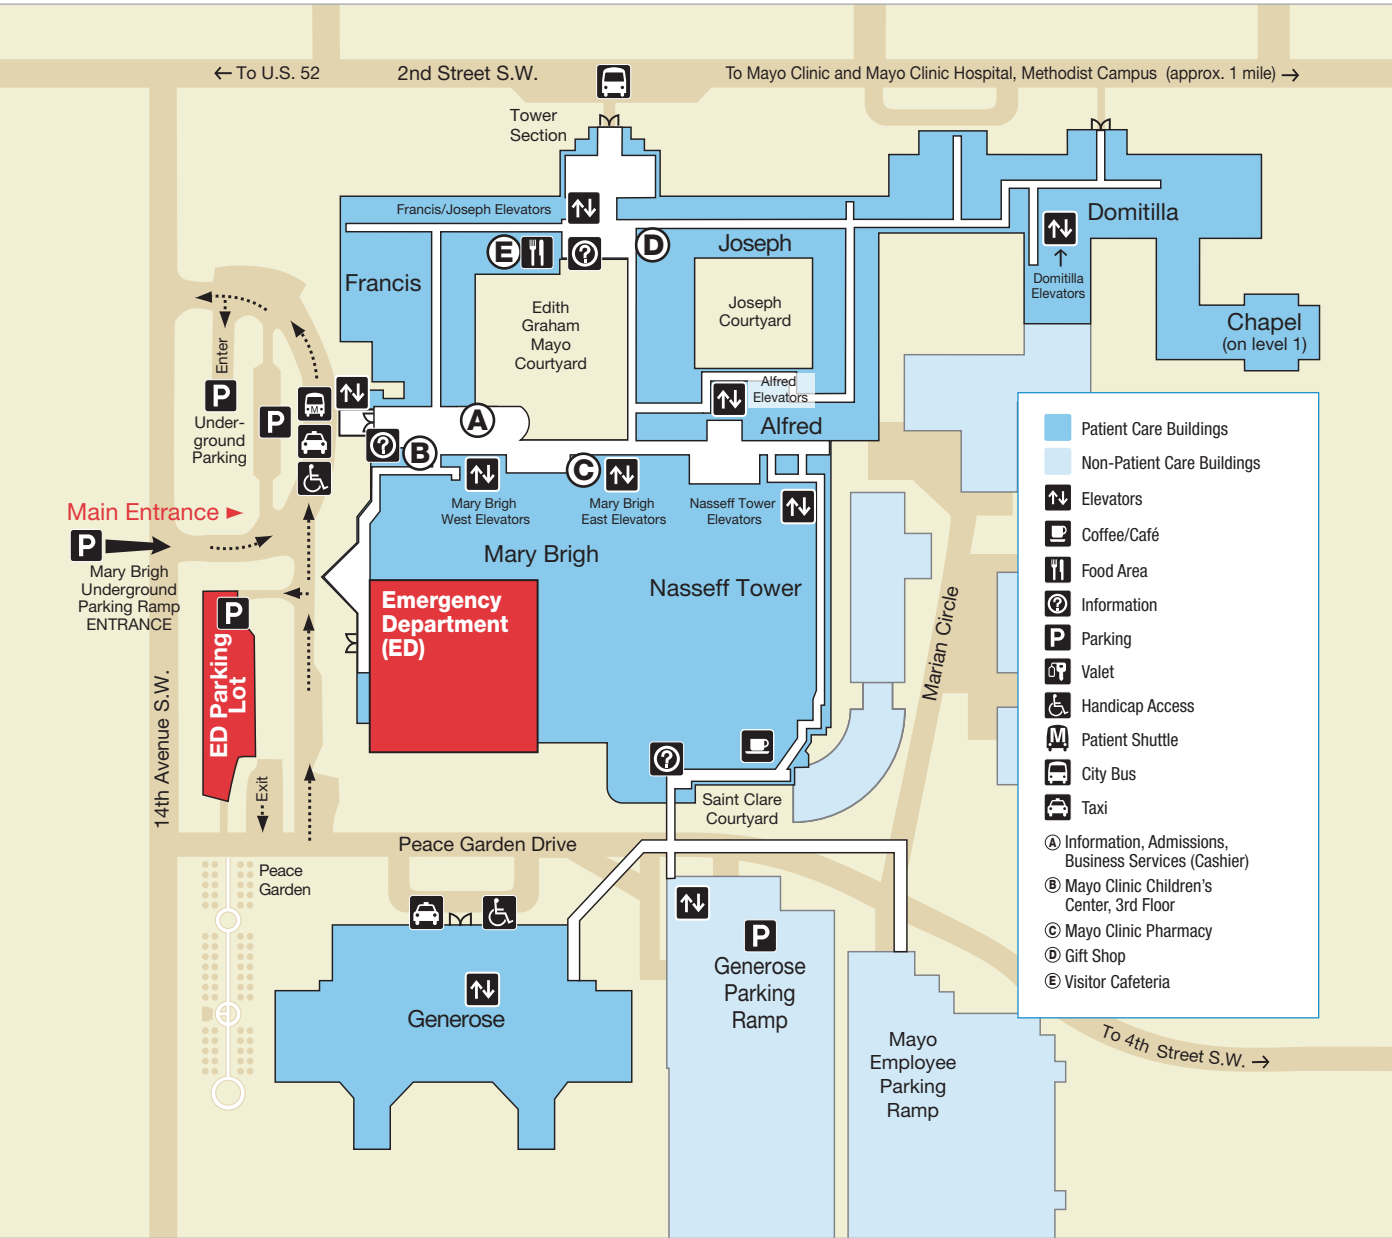 ← To U.S. 52
2nd Street S.W.
To Mayo Clinic and Mayo Clinic Hospital, Methodist Campus (approx. 1 mile) →
Tower
Section
Francis/Joseph Elevators
Domitilla
E
?
D
Joseph
Francis
Domitilla
Elevators
Edith
Graham
Mayo
Courtyard
Joseph
Courtyard
Chapel
(on level 1)
Enter
P
Under-
ground
Parking
P
M
Alfred
Elevators
A
Alfred
?
B
C
Mary Brigh
West Elevators
Mary Brigh
East Elevators
Nasseff Tower
Elevators
Main Entrance ►
P
Mary Brigh
Underground
Parking Ramp
ENTRANCE
Mary Brigh
Nasseff Tower
Emergency
Department
(ED)
P
ED Parking
Lot
14th Avenue S.W.
Marian Circle
Exit
?
Saint Clare
Courtyard
Peace Garden Drive
Peace
Garden
P
Generose
Parking
Ramp
Generose
Mayo
Employee
Parking
Ramp
To 4th Street S.W. →
Patient Care Buildings
Non-Patient Care Buildings
Elevators
Coffee/Café
Food Area
? Information
P Parking
Valet
Handicap Access
M Patient Shuttle
City Bus
Taxi
A Information, Admissions,
Business Services (Cashier)
B Mayo Clinic Children's
Center, 3rd Floor
C Mayo Clinic Pharmacy
D Gift Shop
E Visitor Cafeteria